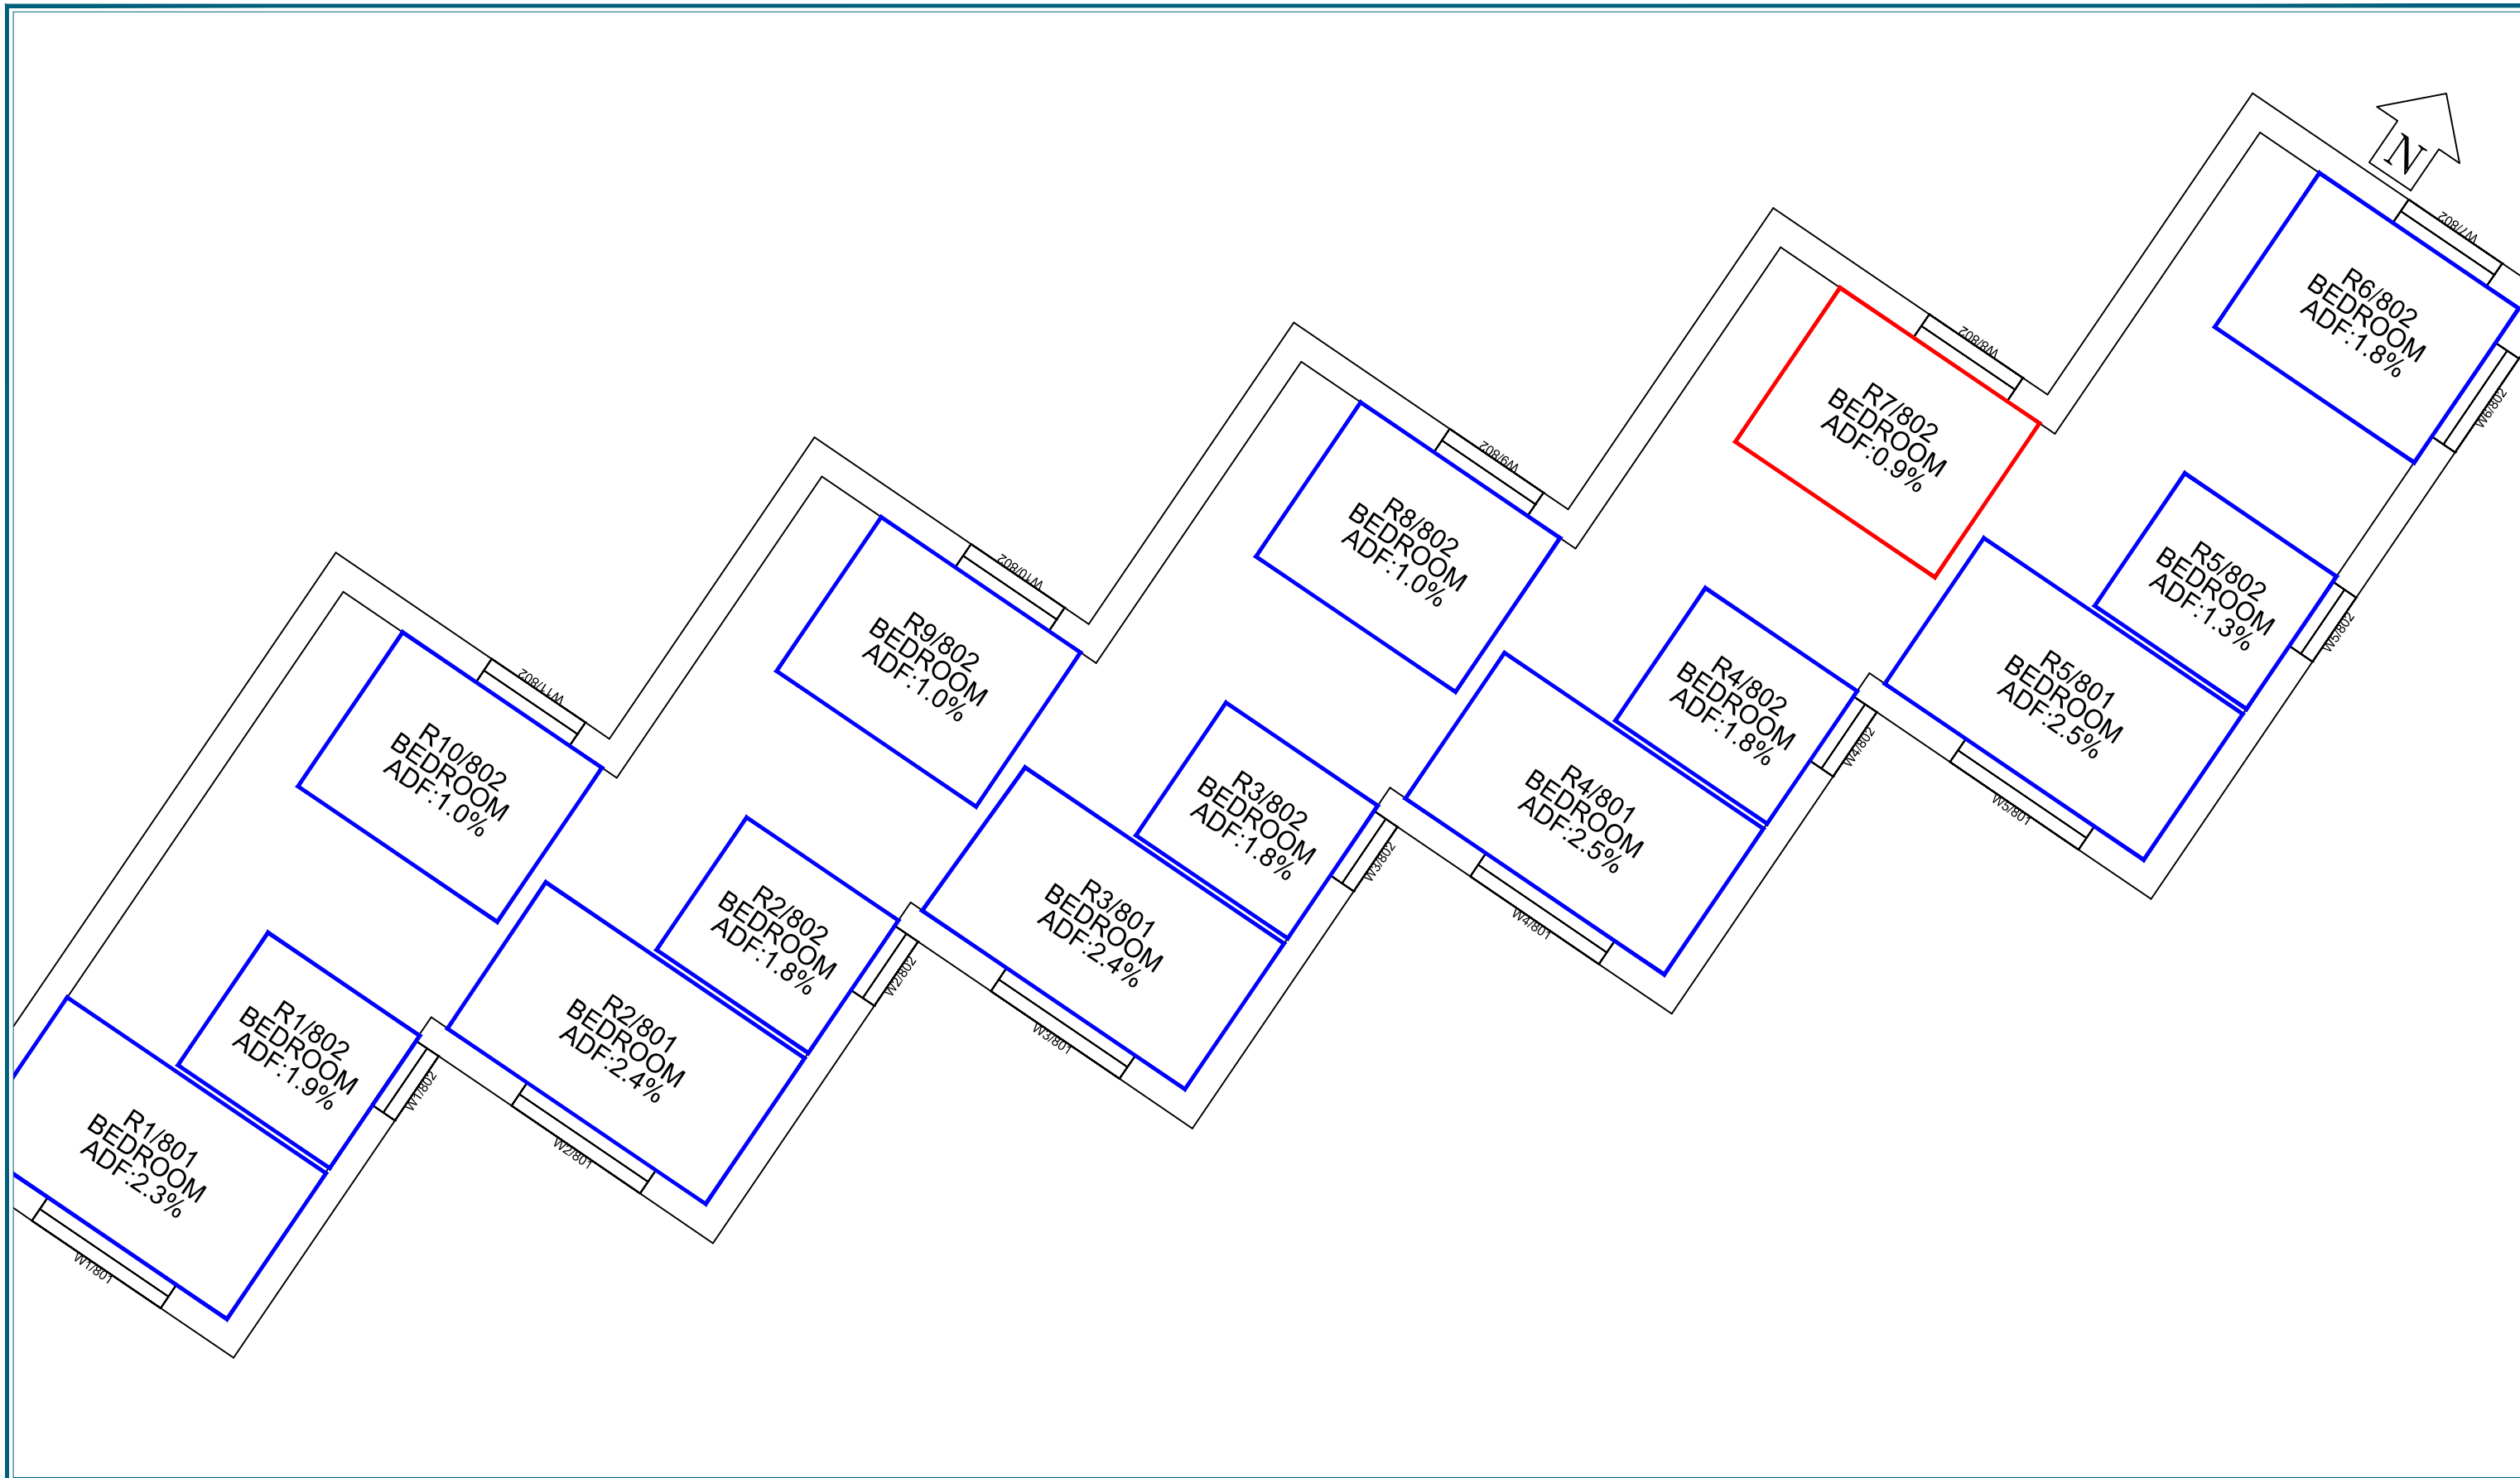 N
W7/802
R6/802
BEDROOM
ADF:1.8%
W6/802
W8/802
R7/802
BEDROOM
ADF:0.9%
R5/802
BEDROOM
ADF:1.3%
W5/802
W9/802
R8/802
BEDROOM
ADF:1.0%
R5/801
BEDROOM
ADF:2.5%
W5/801
R4/802
BEDROOM
ADF:1.8%
W4/802
W10/802
R9/802
BEDROOM
ADF:1.0%
R4/801
BEDROOM
ADF:2.5%
W4/801
R3/802
BEDROOM
ADF:1.8%
W3/802
W11/802
R10/802
BEDROOM
ADF:1.0%
R3/801
BEDROOM
ADF:2.4%
W3/801
R2/802
BEDROOM
ADF:1.8%
W2/802
R2/801
BEDROOM
ADF:2.4%
W2/801
R1/802
BEDROOM
ADF:1.9%
W1/802
R1/801
BEDROOM
ADF:2.3%
W1/801